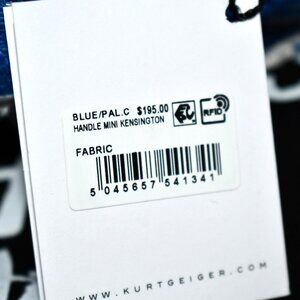 BLUE/PAL.C $195.00
HANDLE MINI KENSINGTON
RFID
FABRIC
5 045657 541341
WWW.KURTGEIGER.COM